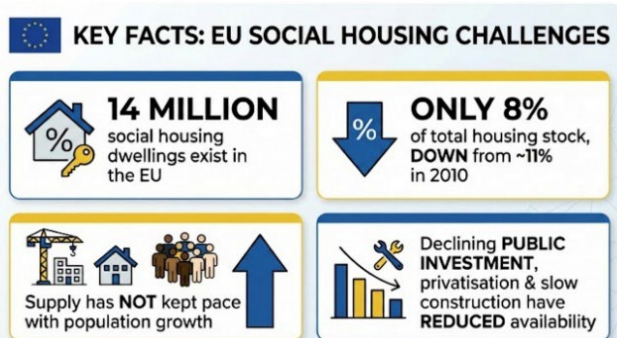 KEY FACTS: EU SOCIAL HOUSING CHALLENGES
%
14 MILLION
social housing
dwellings exist in
the EU
%
ONLY 8%
of total housing stock,
DOWN from ~11%
in 2010
Supply has NOT kept pace
with population growth
Declining PUBLIC
INVESTMENT,
privatisation & slow
construction have
REDUCED availability